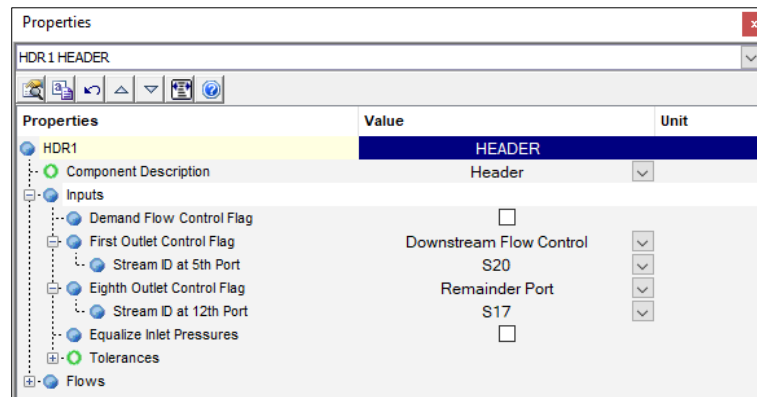 Properties
x
HDR1 HEADER
Properties Value Unit
HDR1 HEADER
Component Description Header
Inputs
Demand Flow Control Flag
First Outlet Control Flag Downstream Flow Control
Stream ID at 5th Port S20
Eighth Outlet Control Flag Remainder Port
Stream ID at 12th Port S17
Equalize Inlet Pressures
Tolerances
Flows